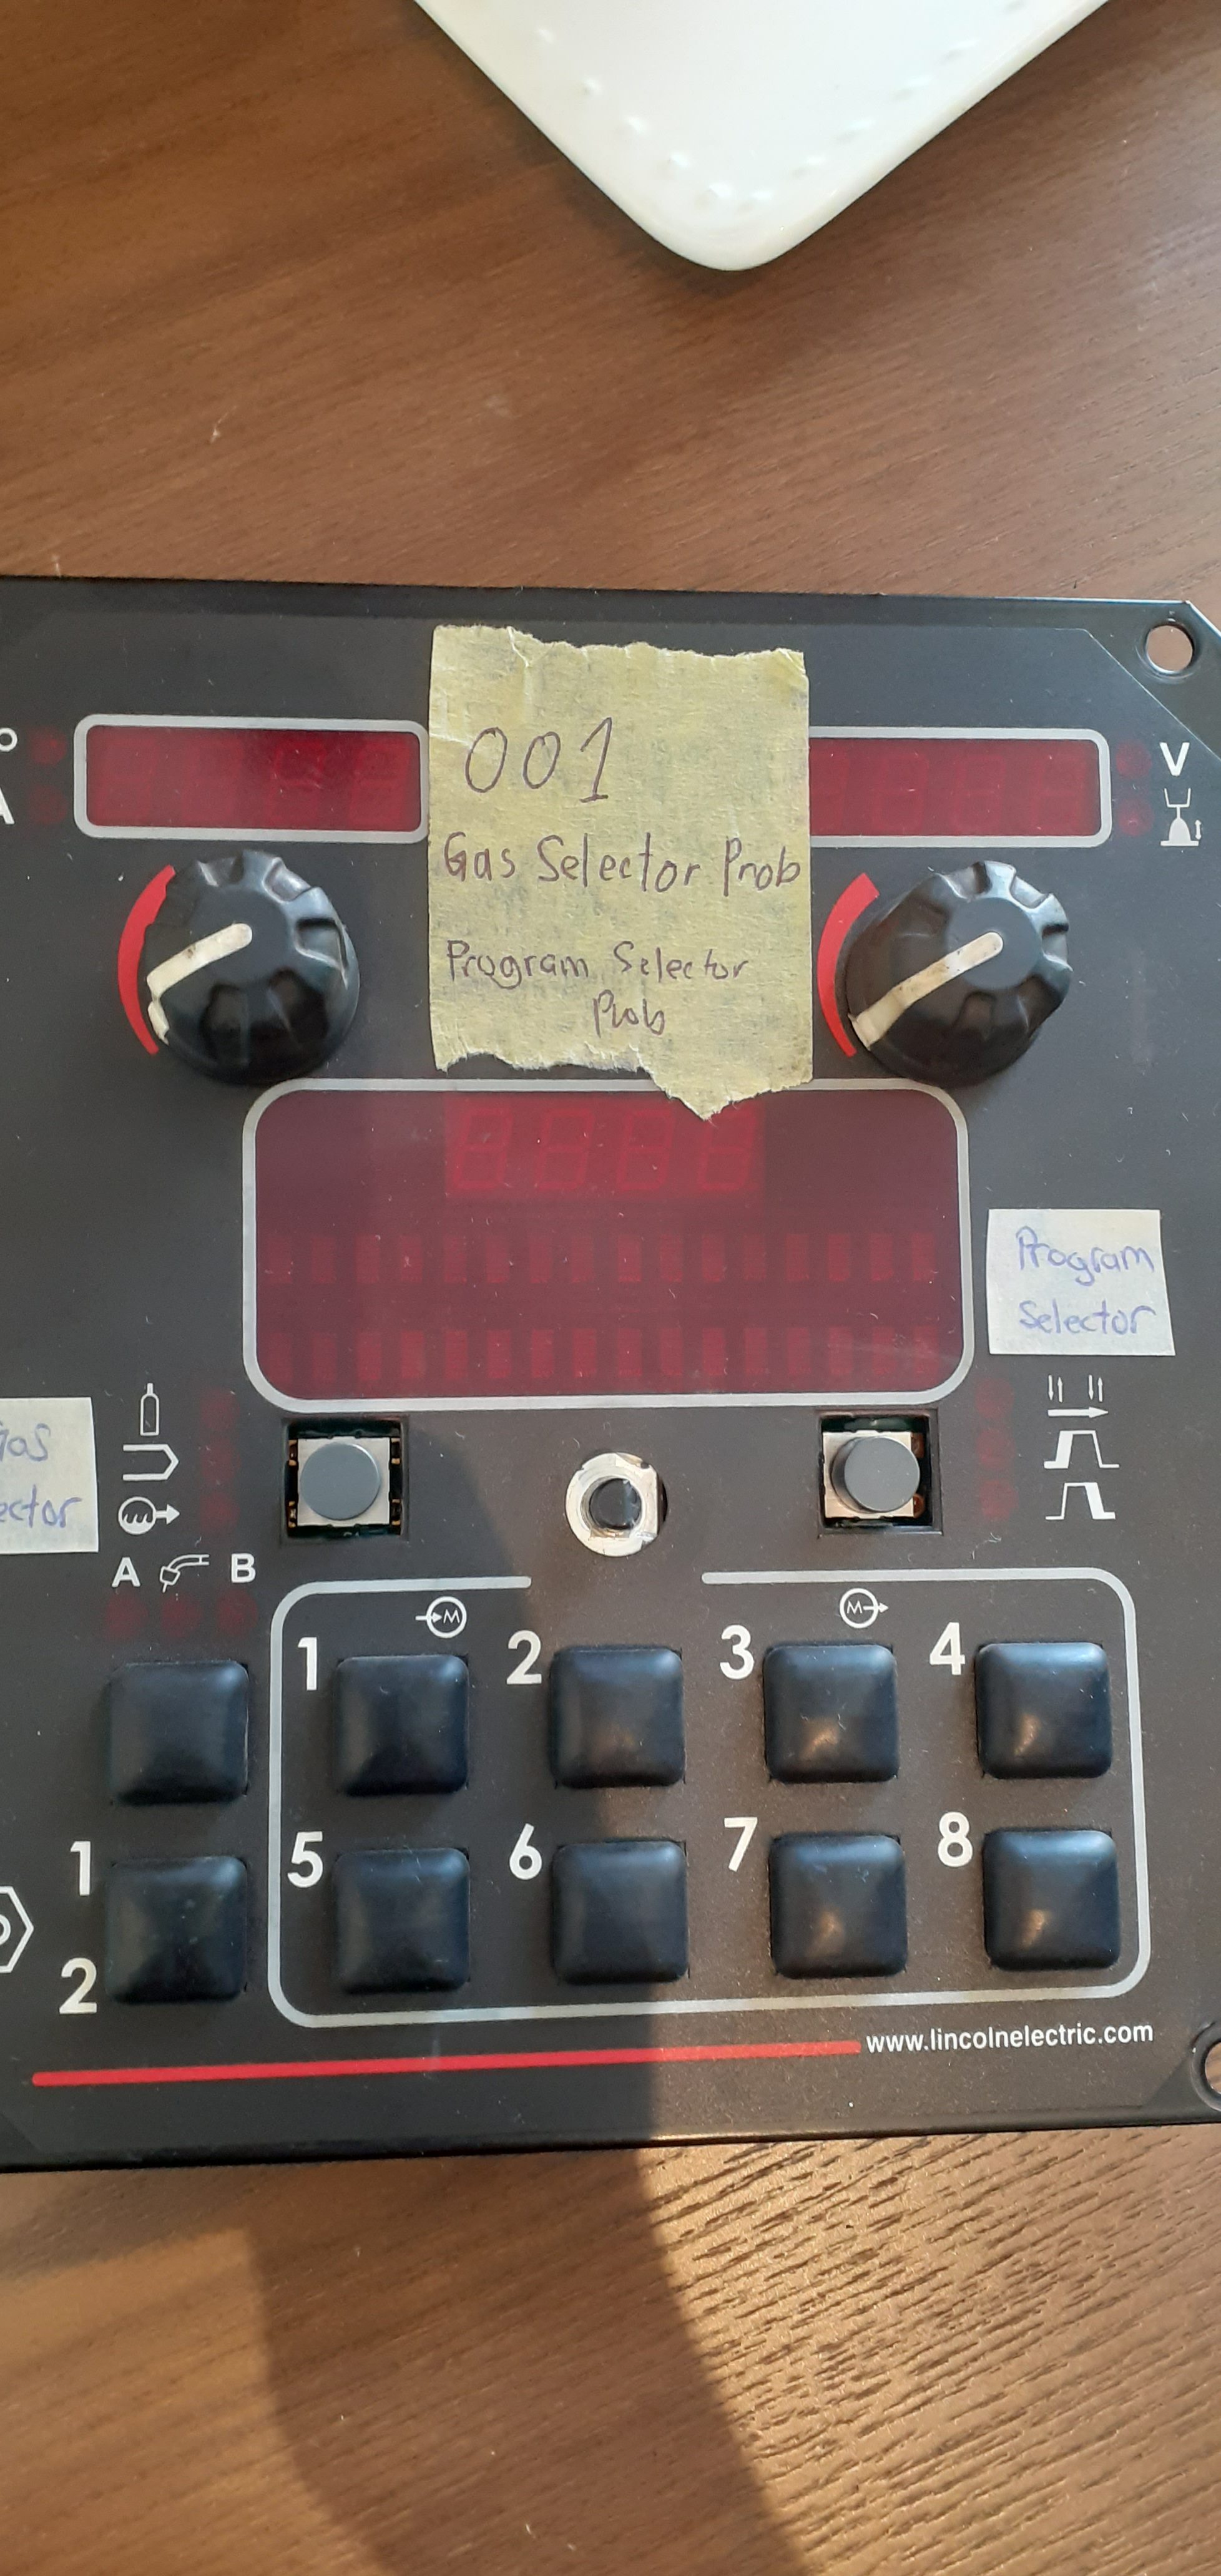 001
Gas Selector Prob
Program Selector
Prob
V
A
Program
Selector
A B
1 2 3 4
1 5 6 7 8
2
www.lincolnelectric.com